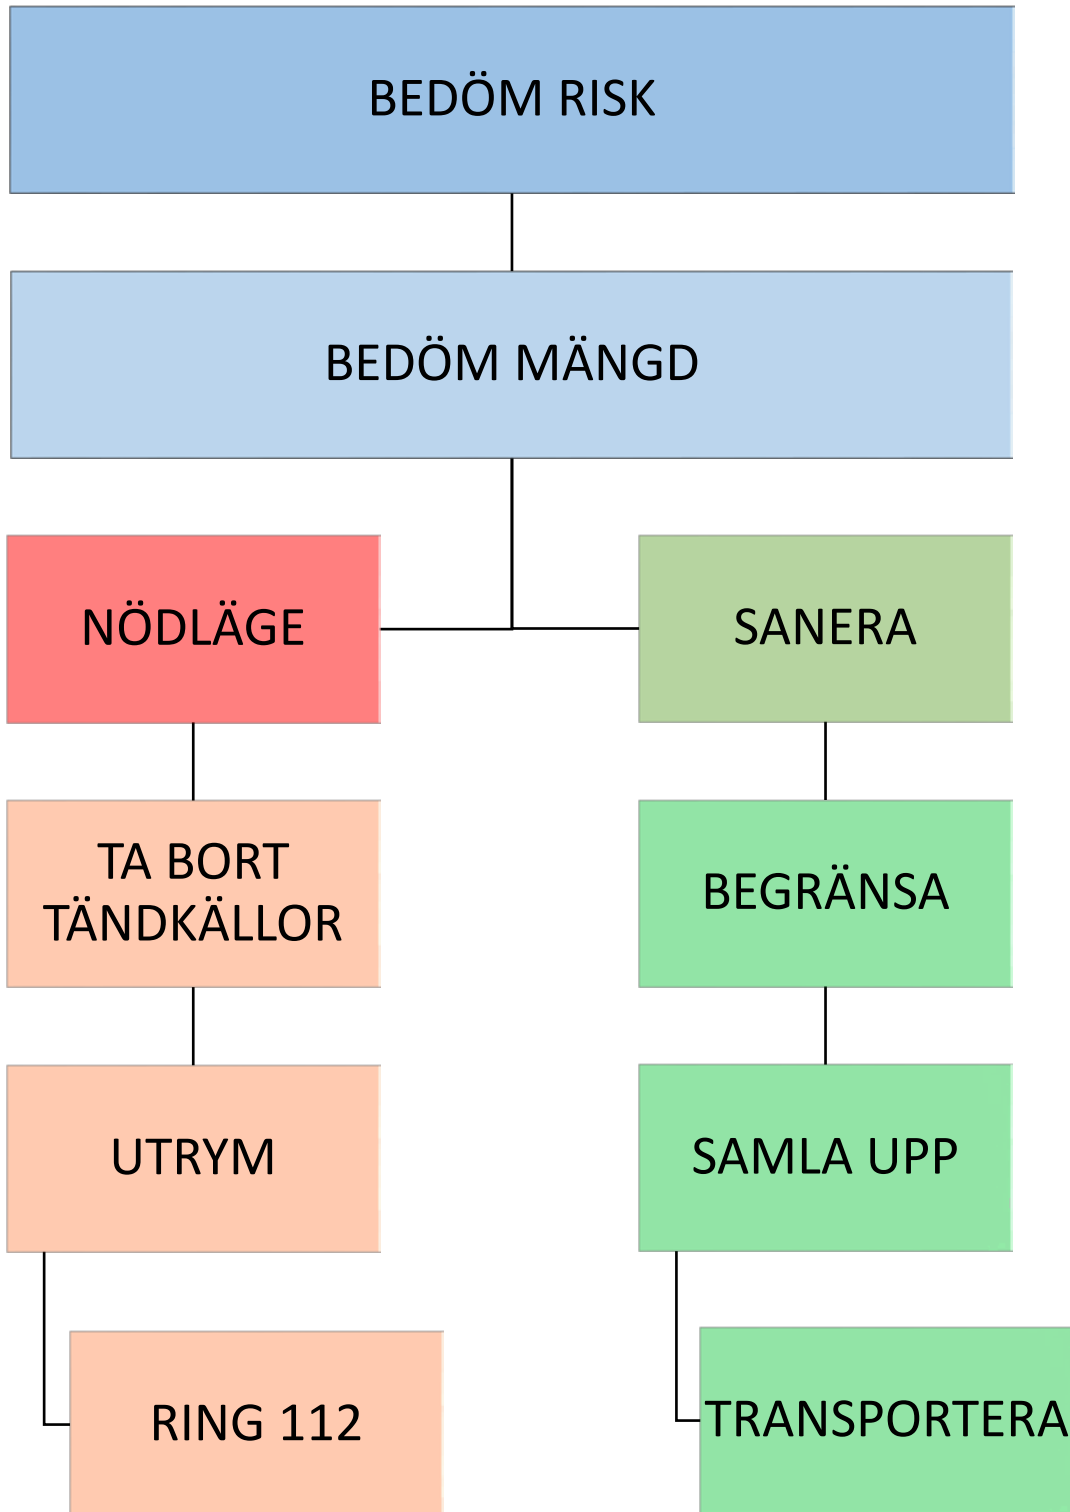 BEDÖM RISK
BEDÖM MÄNGD
NÖDLÄGE
SANERA
TA BORT
TÄNDKÄLLOR
BEGRÄNSA
UTRYM
SAMLA UPP
RING 112
TRANSPORTERA